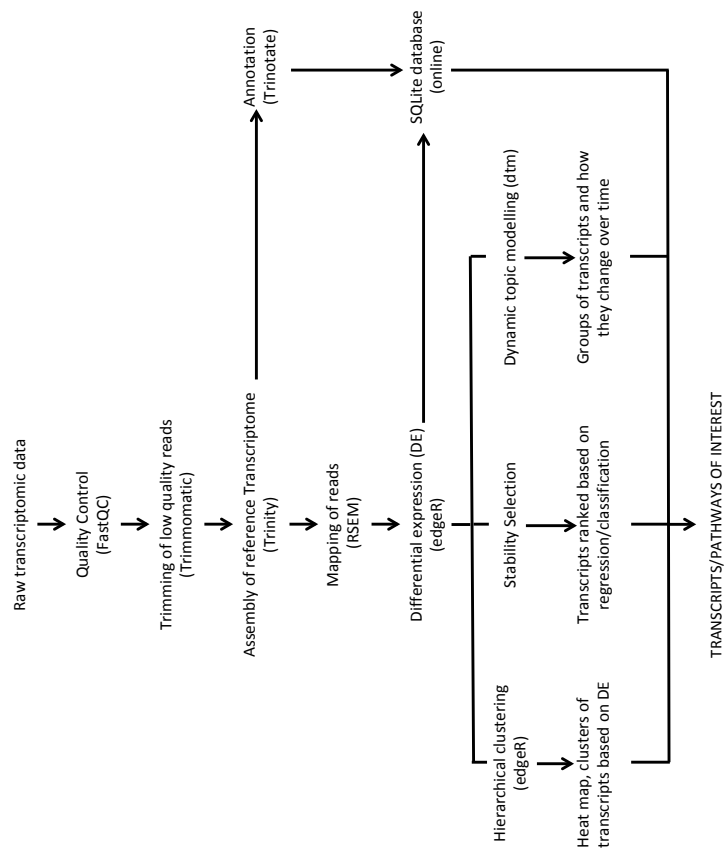 Raw transcriptomic data
Quality Control
(FastQC)
Trimming of low quality reads
(Trimmomatic)
Assembly of reference Transcriptome
(Trinity)
Annotation
(Trinotate)
Mapping of reads
(RSEM)
Differential expression (DE)
(edgeR)
SQLite database
(online)
Hierarchical clustering
(edgeR)
Stability Selection
Dynamic topic modelling (dtm)
Heat map, clusters of
transcripts based on DE
Transcripts ranked based on
regression/classification
Groups of transcripts and how
they change over time
TRANSCRIPTS/PATHWAYS OF INTEREST